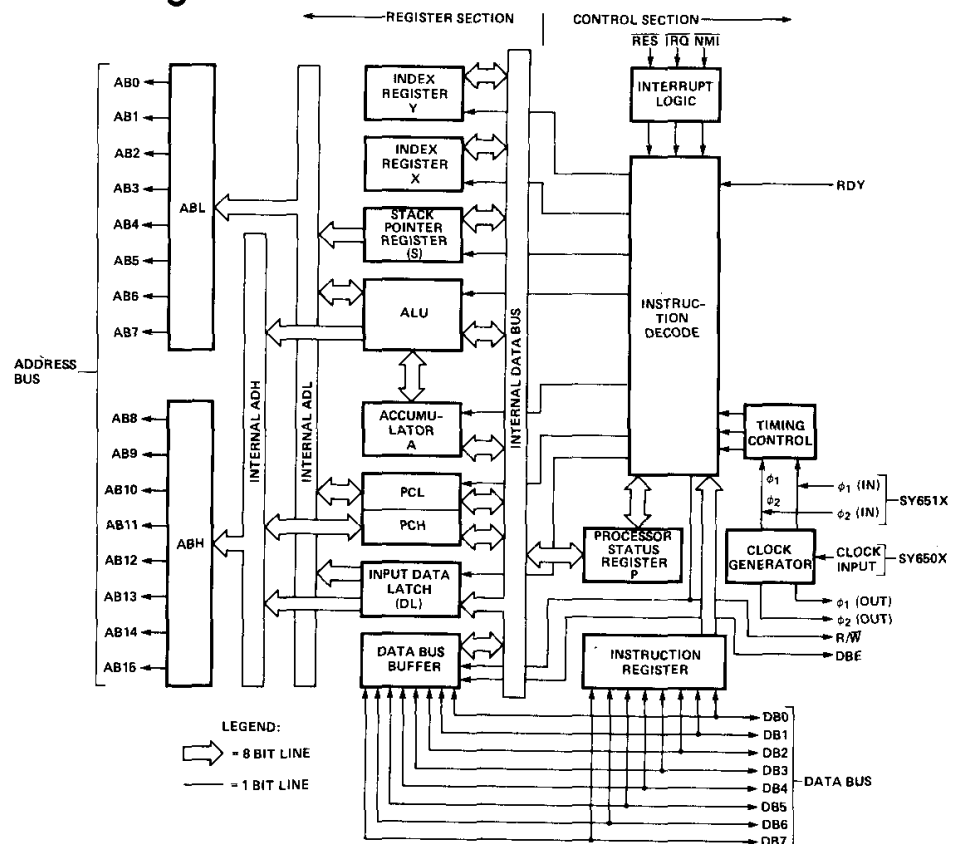 REGISTER SECTION
CONTROL SECTION
RES IRQ NMI
INTERRUPT
LOGIC
RDY
INSTRUC-
TION
DECODE
TIMING
CONTROL
ϕ1
ϕ2
ϕ1 (IN)
ϕ2 (IN)
SY651X
CLOCK
GENERATOR
CLOCK
INPUT
SY650X
ϕ1 (OUT)
ϕ2 (OUT)
R/W
DBE
PROCESSOR
STATUS
REGISTER
P
INSTRUCTION
REGISTER
INDEX
REGISTER
Y
INDEX
REGISTER
X
STACK
POINTER
REGISTER
(S)
ALU
ACCUMU-
LATOR
A
PCL
PCH
INPUT DATA
LATCH
(DL)
DATA BUS
BUFFER
INTERNAL DATA BUS
INTERNAL ADL
INTERNAL ADH
ABL
ABH
ADDRESS
BUS
AB0
AB1
AB2
AB3
AB4
AB5
AB6
AB7
AB8
AB9
AB10
AB11
AB12
AB13
AB14
AB15
LEGEND:
= 8 BIT LINE
= 1 BIT LINE
DB0
DB1
DB2
DB3
DB4
DB5
DB6
DB7
DATA BUS